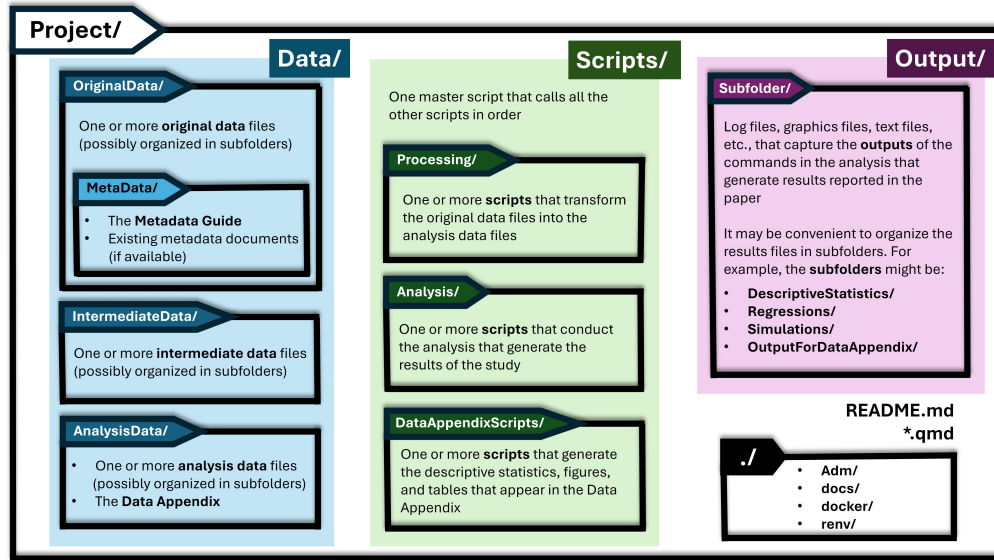 Project/
Data/
OriginalData/
One or more original data files
(possibly organized in subfolders)
MetaData/
• The Metadata Guide
• Existing metadata documents
(if available)
IntermediateData/
One or more intermediate data files
(possibly organized in subfolders)
AnalysisData/
• One or more analysis data files
(possibly organized in subfolders)
• The Data Appendix
Scripts/
One master script that calls all the
other scripts in order
Processing/
One or more scripts that transform
the original data files into the
analysis data files
Analysis/
One or more scripts that conduct
the analysis that generate the
results of the study
DataAppendixScripts/
One or more scripts that generate
the descriptive statistics, figures,
and tables that appear in the Data
Appendix
Output/
Subfolder/
Log files, graphics files, text files,
etc., that capture the outputs of the
commands in the analysis that
generate results reported in the
paper
It may be convenient to organize the
results files in subfolders. For
example, the subfolders might be:
• DescriptiveStatistics/
• Regressions/
• Simulations/
• OutputForDataAppendix/
README.md
*.qmd
./
• Adm/
• docs/
• docker/
• renv/